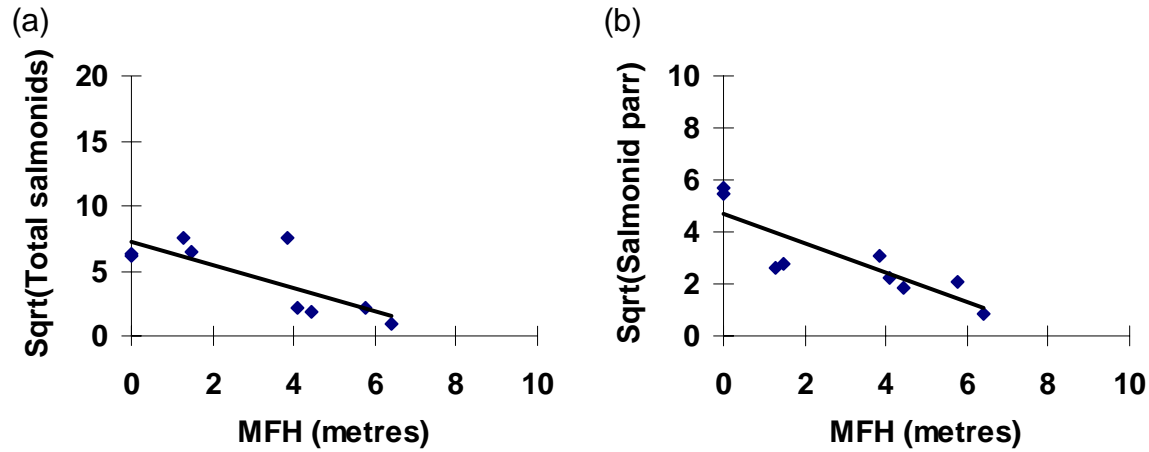 (a)
Sqrt(Total salmonids)
20
15
10
5
0
0 2 4 6 8 10
MFH (metres)
(b)
Sqrt(Salmonid parr)
10
8
6
4
2
0
0 2 4 6 8 10
MFH (metres)